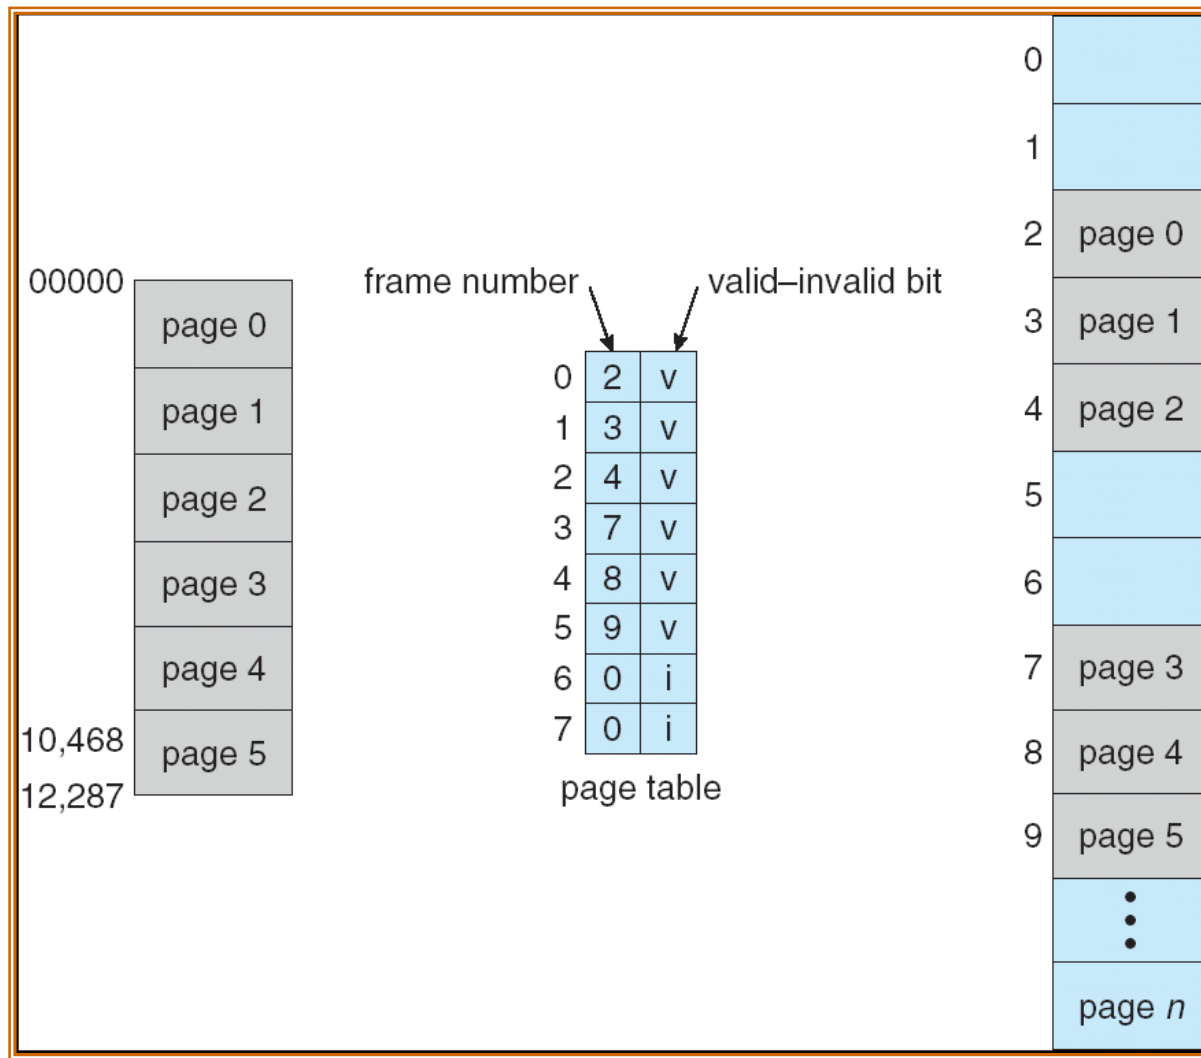 00000
page 0
page 1
page 2
page 3
page 4
10,468
page 5
12,287
frame number
valid–invalid bit
0 2 v
1 3 v
2 4 v
3 7 v
4 8 v
5 9 v
6 0 i
7 0 i
page table
0
1
2 page 0
3 page 1
4 page 2
5
6
7 page 3
8 page 4
9 page 5
page n